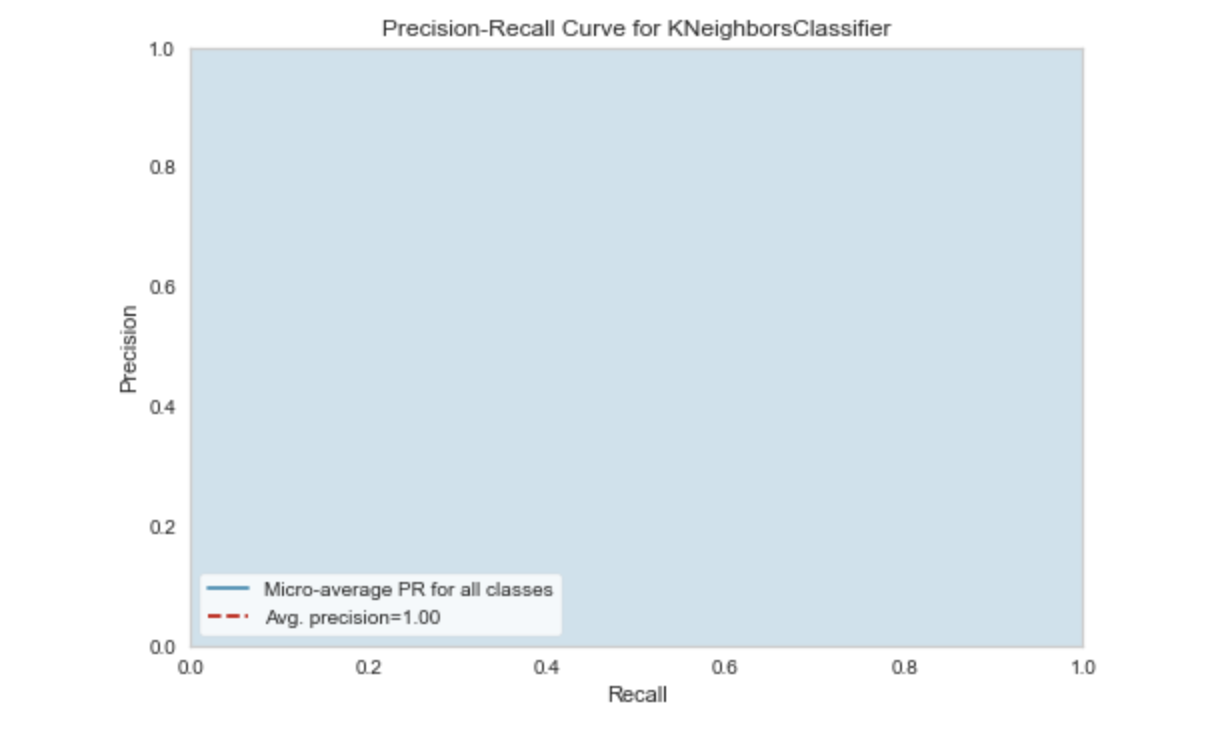 Precision-Recall Curve for KNeighborsClassifier
1.0
0.8
0.6
0.4
0.2
0.0
Precision
Micro-average PR for all classes
Avg. precision=1.00
0.0 0.2 0.4 0.6 0.8 1.0
Recall